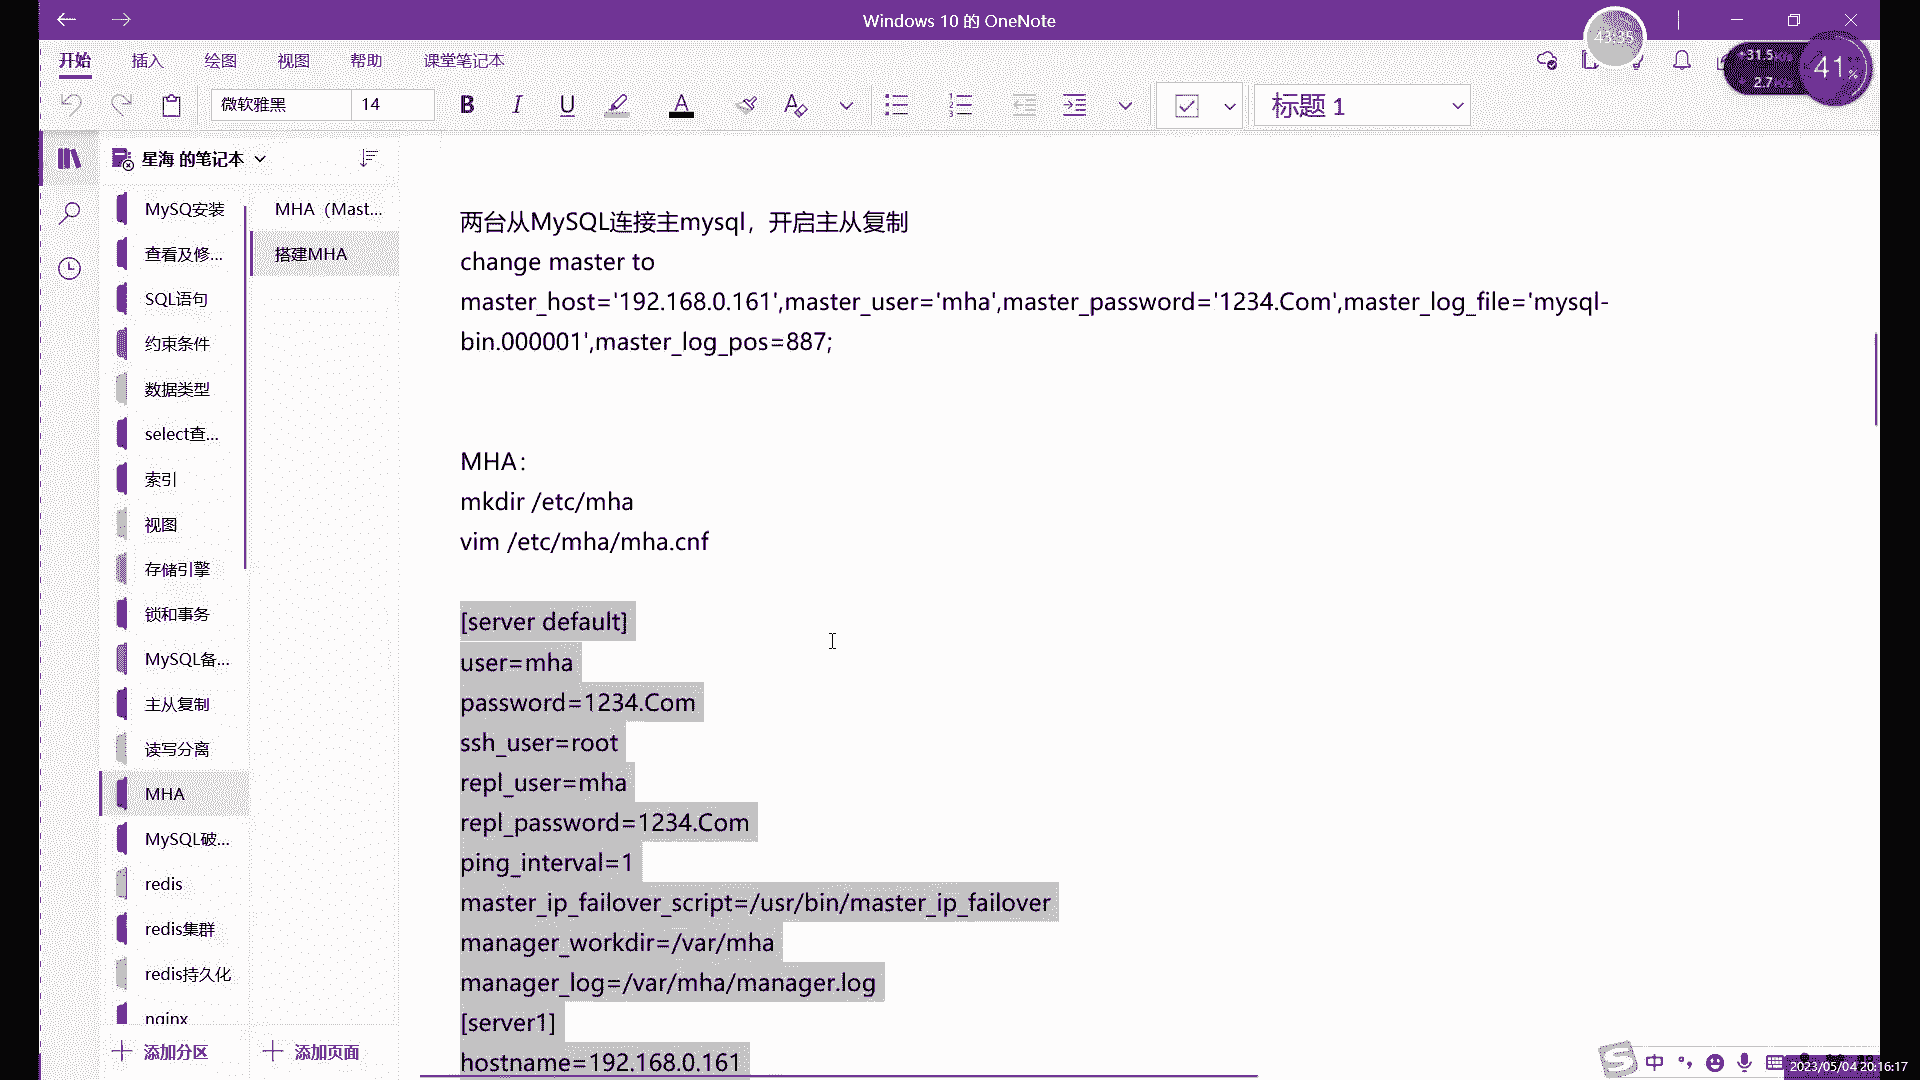 Windows 10 的 OneNote
开始
插入
绘图
视图
帮助
课堂笔记本
43:35
+31.5
2.7
41%
微软雅黑
14
B
I
U
A
A
标题 1
星海 的笔记本
MySQ安装
查看及修...
SQL语句
约束条件
数据类型
select查...
索引
视图
存储引擎
锁和事务
MySQL备...
主从复制
读写分离
MHA
MySQL破...
redis
redis集群
redis持久化
nginx
添加分区
MHA（Mast...
搭建MHA
添加页面
两台从MySQL连接主mysql，开启主从复制
change master to
master_host='192.168.0.161',master_user='mha',master_password='1234.Com',master_log_file='mysql-
bin.000001',master_log_pos=887;
MHA：
mkdir /etc/mha
vim /etc/mha/mha.cnf
[server default]
user=mha
password=1234.Com
ssh_user=root
repl_user=mha
repl_password=1234.Com
ping_interval=1
master_ip_failover_script=/usr/bin/master_ip_failover
manager_workdir=/var/mha
manager_log=/var/mha/manager.log
[server1]
hostname=192.168.0.161
中
2023/05/04 20:16:17